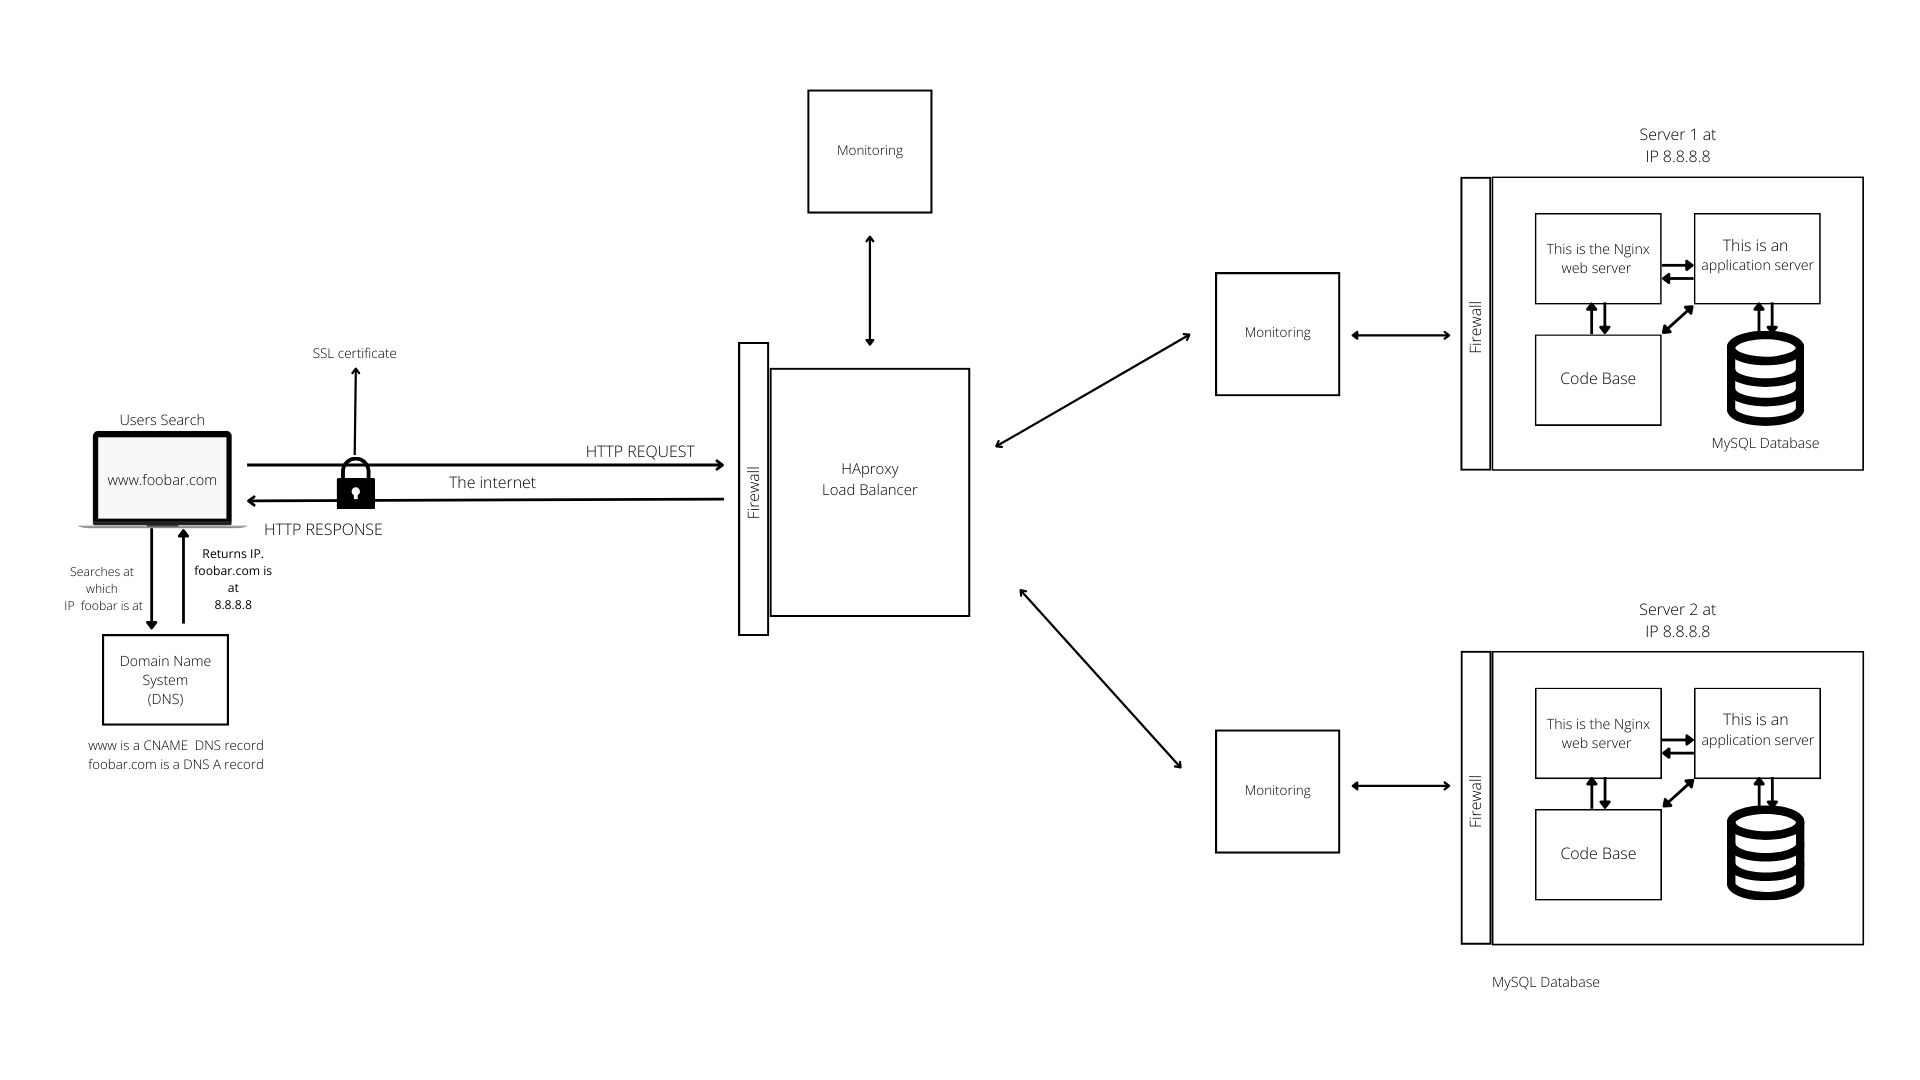 Monitoring
Server 1 at
IP 8.8.8.8
This is the Nginx
web server
This is an
application server
Firewall
Code Base
MySQL Database
Monitoring
SSL certificate
Users Search
www.foobar.com
HTTP REQUEST
The internet
HTTP RESPONSE
Firewall
HAproxy
Load Balancer
Searches at
which
IP  foobar is at
Returns IP.
foobar.com is
at
8.8.8.8
Domain Name
System
(DNS)
www is a CNAME  DNS record
foobar.com is a DNS A record
Monitoring
Server 2 at
IP 8.8.8.8
This is the Nginx
web server
This is an
application server
Firewall
Code Base
MySQL Database